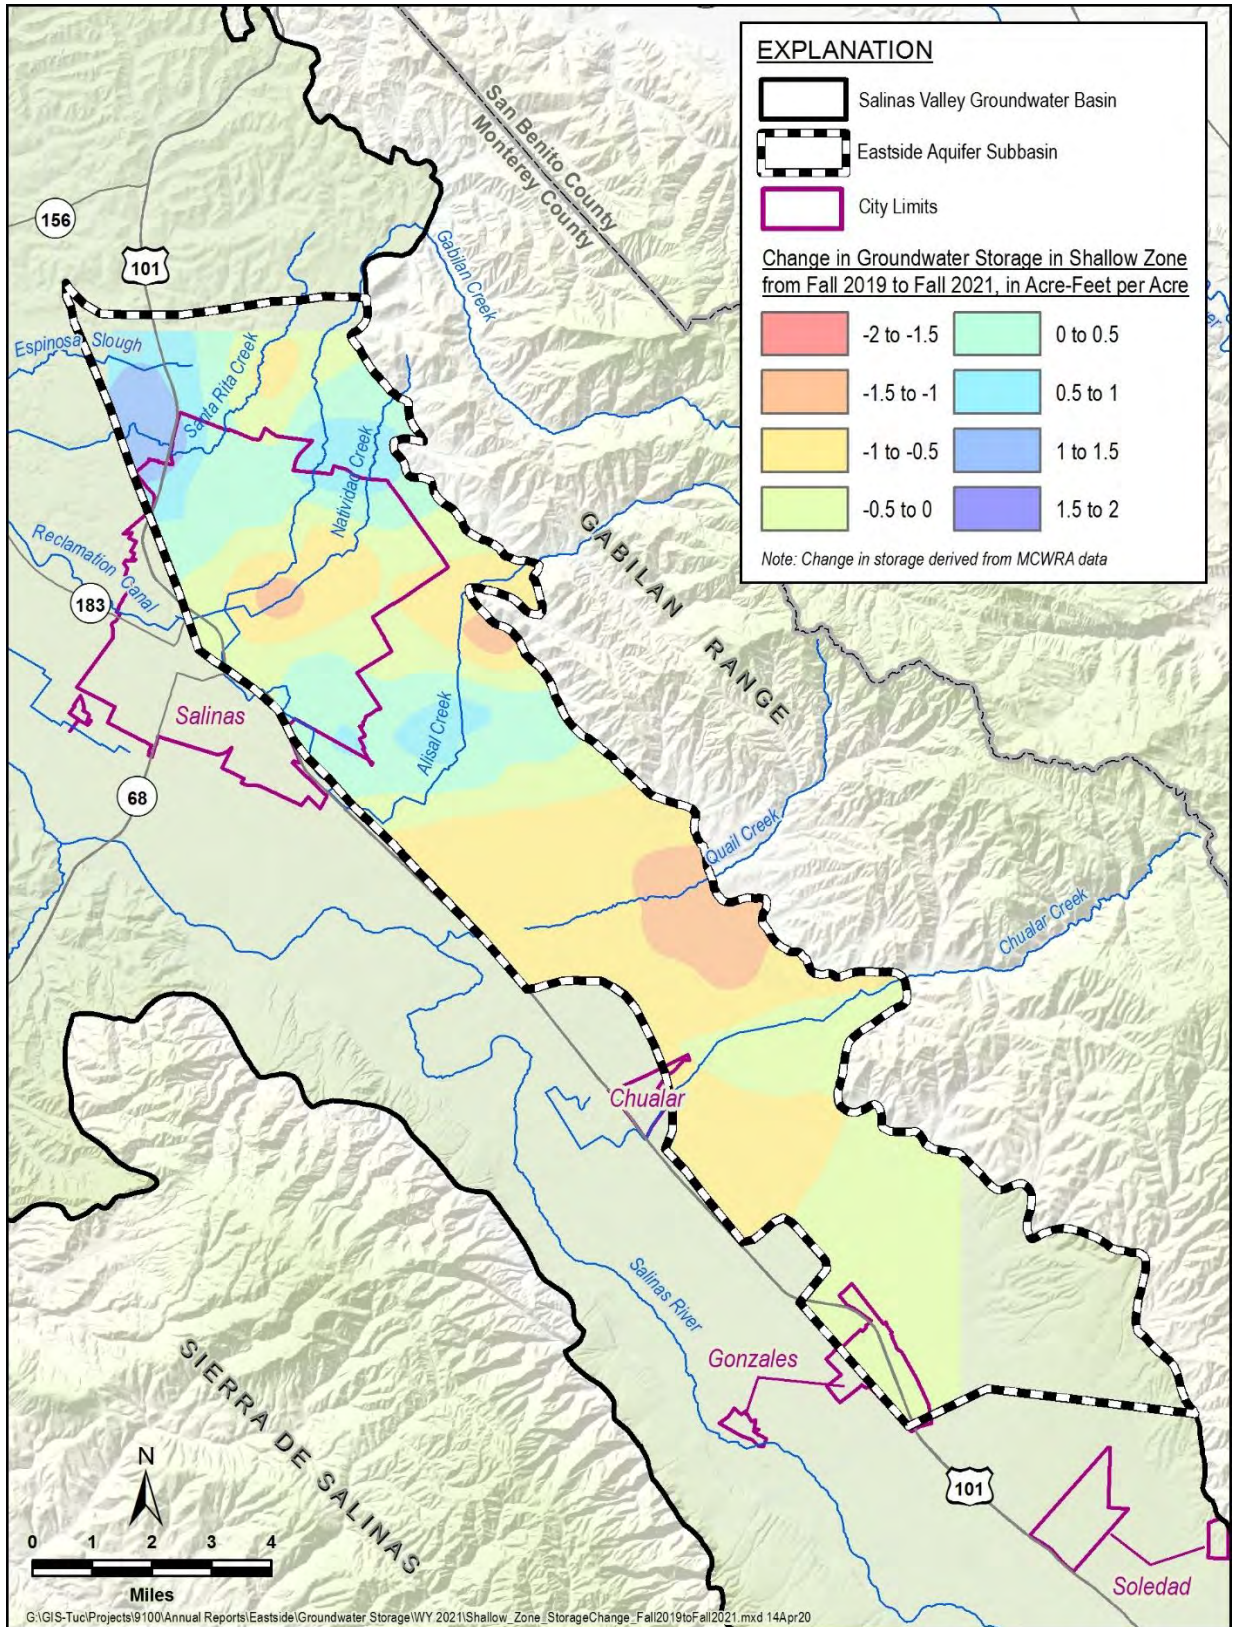 EXPLANATION
Salinas Valley Groundwater Basin
Eastside Aquifer Subbasin
City Limits
Change in Groundwater Storage in Shallow Zone
from Fall 2019 to Fall 2021, in Acre-Feet per Acre
-2 to -1.5
0 to 0.5
-1.5 to -1
0.5 to 1
-1 to -0.5
1 to 1.5
-0.5 to 0
1.5 to 2
Note: Change in storage derived from MCWRA data
San Benito County
Monterey County
156
101
Gabilan Creek
Espinosa Slough
Santa Rita Creek
Natividad Creek
Reclamation Canal
183
GABILAN RANGE
Salinas
Alisal Creek
68
Quail Creek
Chualar Creek
Chualar
Salinas River
Gonzales
SIERRA DE SALINAS
101
Soledad
N
0 1 2 3 4
Miles
G:\GIS-Tuc\Projects\9100\Annual Reports\Eastside\Groundwater Storage\WY 2021\Shallow_Zone_StorageChange_Fall2019toFall2021.mxd 14Apr20